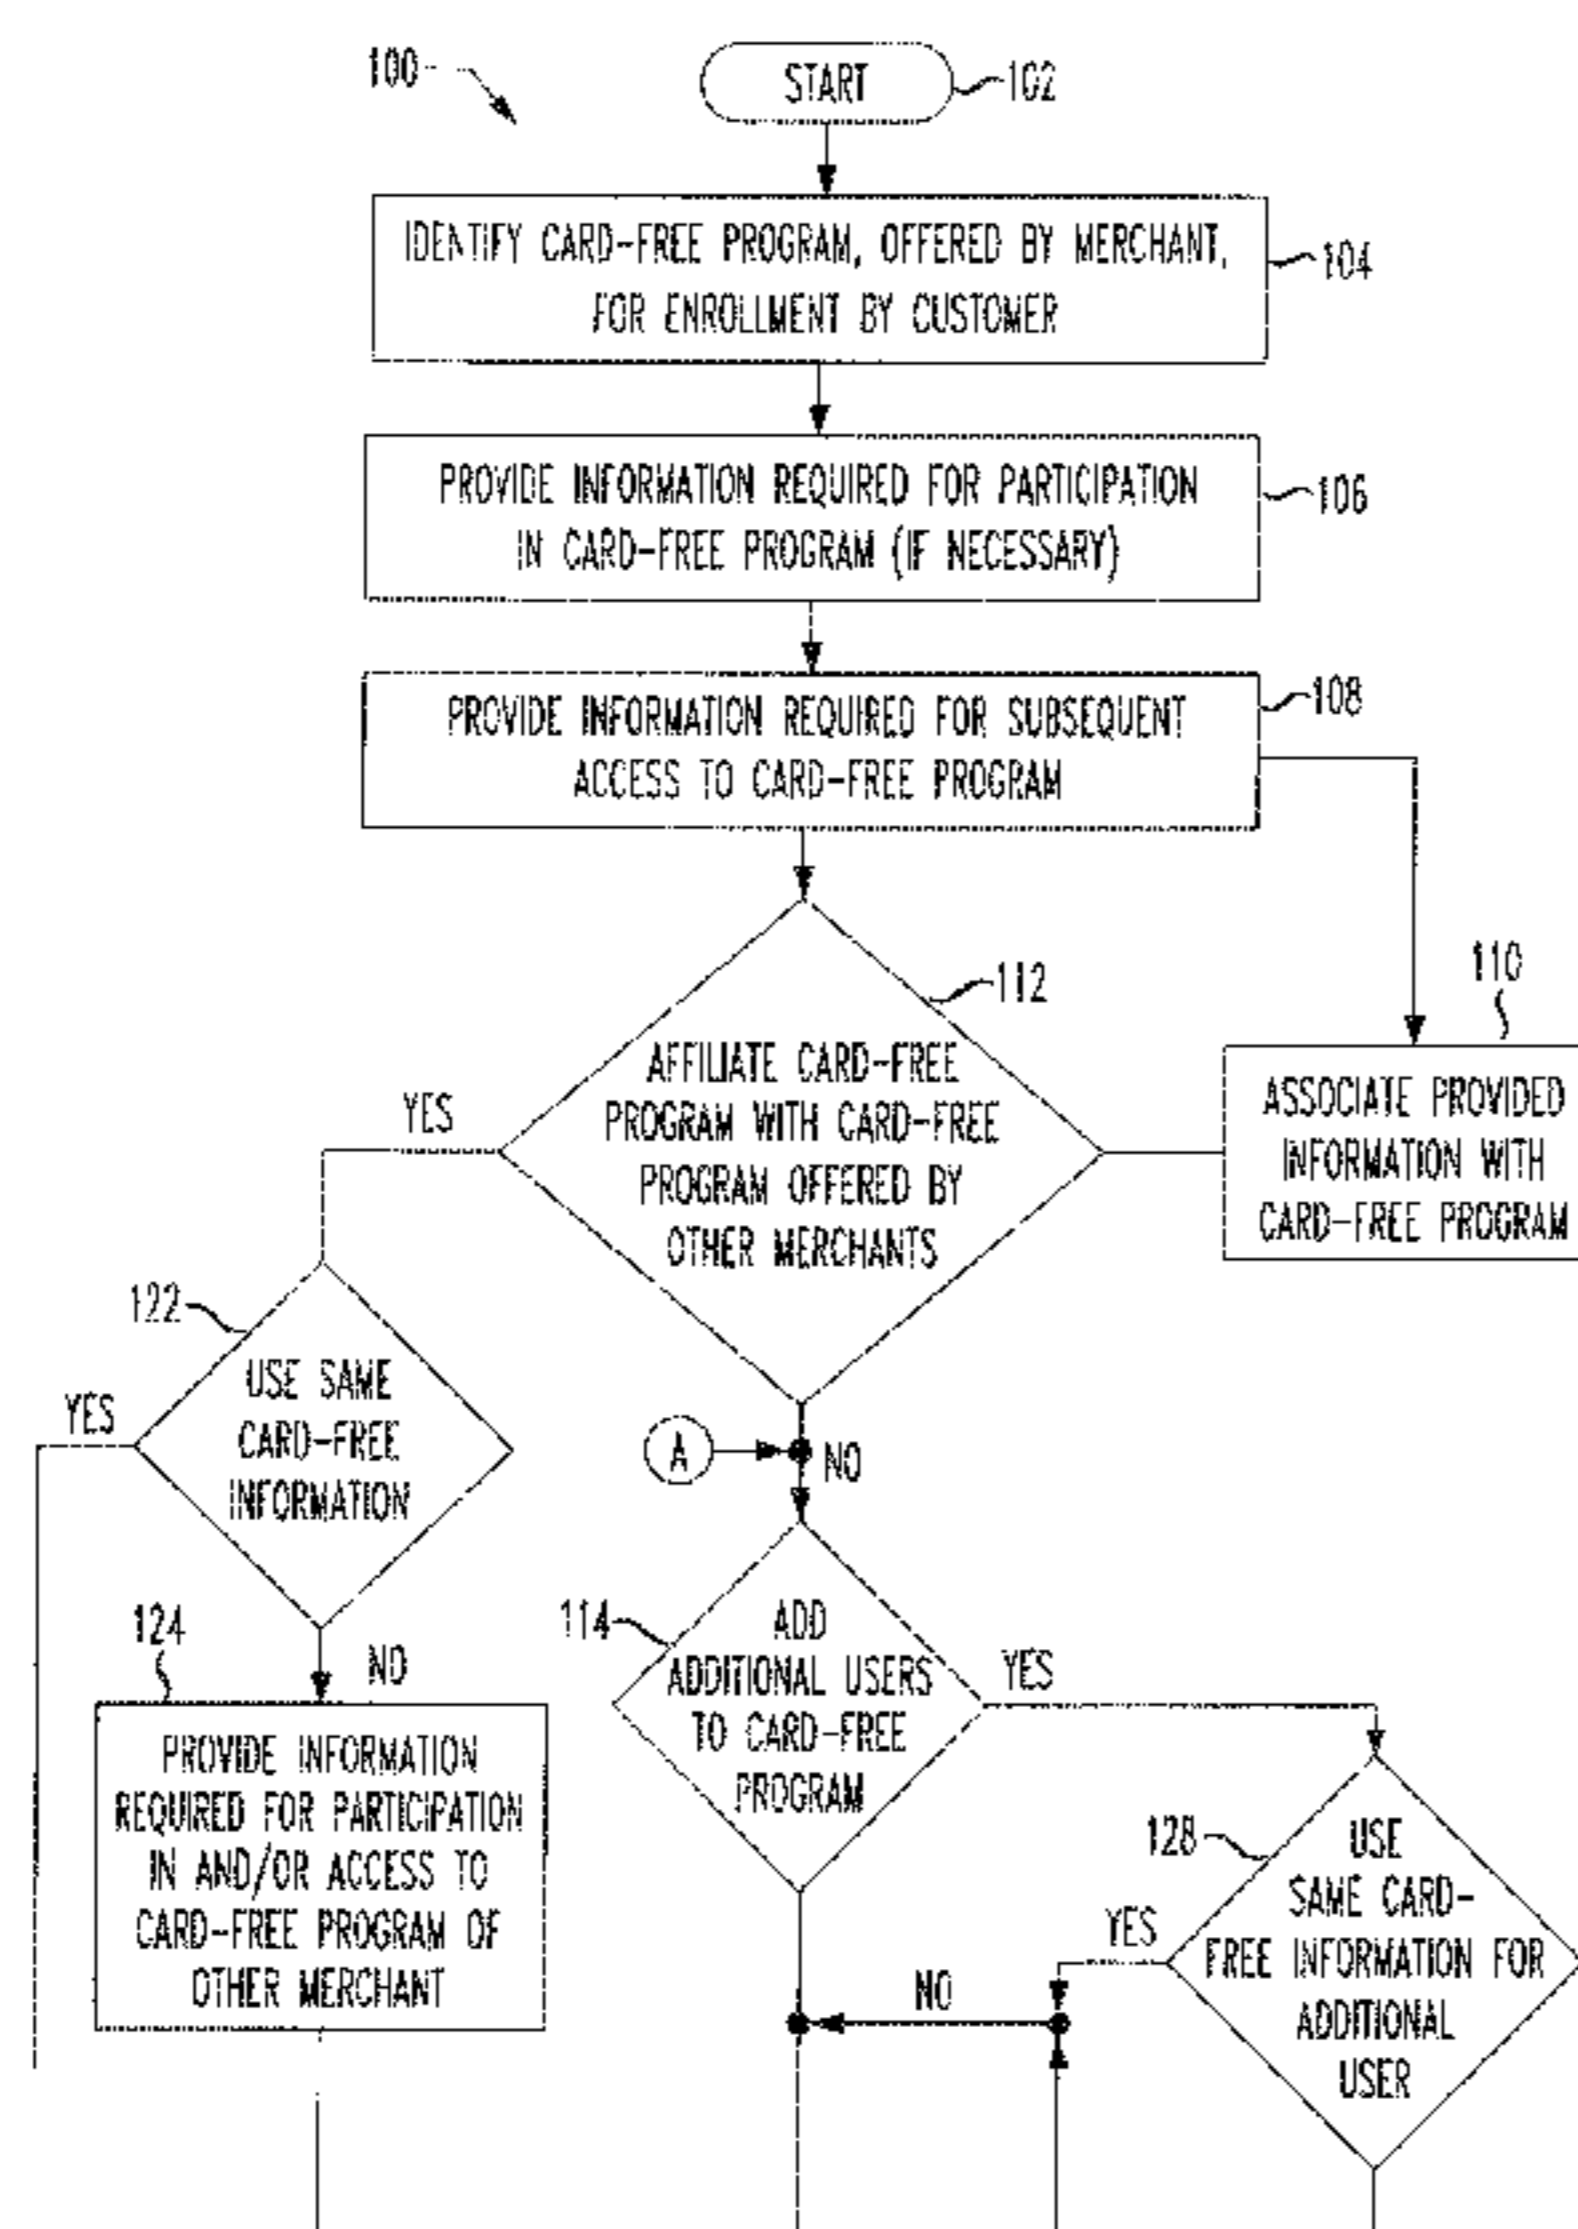 100
START
102
IDENTIFY CARD-FREE PROGRAM, OFFERED BY MERCHANT,
FOR ENROLLMENT BY CUSTOMER
104
PROVIDE INFORMATION REQUIRED FOR PARTICIPATION
IN CARD-FREE PROGRAM (IF NECESSARY)
106
PROVIDE INFORMATION REQUIRED FOR SUBSEQUENT
ACCESS TO CARD-FREE PROGRAM
108
110
ASSOCIATE PROVIDED
INFORMATION WITH
CARD-FREE PROGRAM
112
AFFILIATE CARD-FREE
PROGRAM WITH CARD-FREE
PROGRAM OFFERED BY
OTHER MERCHANTS
YES
122
USE SAME
CARD-FREE
INFORMATION
YES
A
NO
124
NO
PROVIDE INFORMATION
REQUIRED FOR PARTICIPATION
IN AND/OR ACCESS TO
CARD-FREE PROGRAM OF
OTHER MERCHANT
114
ADD
ADDITIONAL USERS
TO CARD-FREE
PROGRAM
YES
128
USE
SAME CARD-
FREE INFORMATION FOR
ADDITIONAL
USER
YES
NO